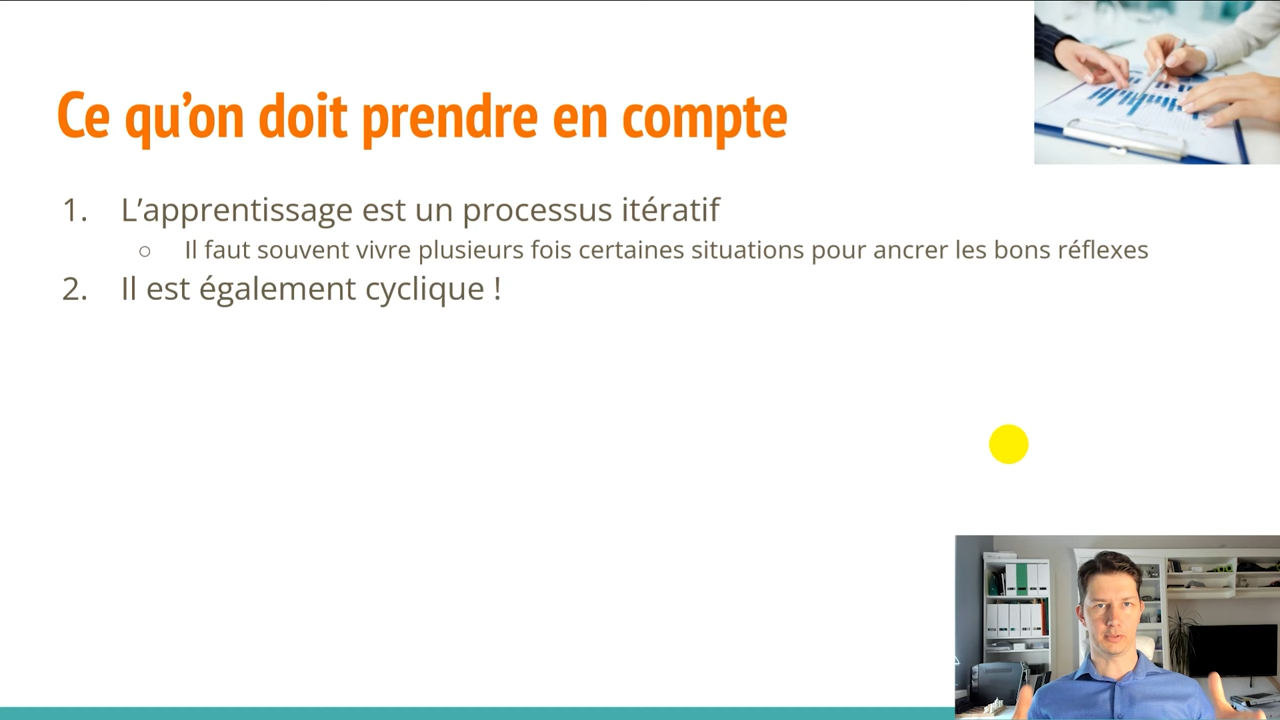 Ce qu’on doit prendre en compte
1. L’apprentissage est un processus itératif
○ Il faut souvent vivre plusieurs fois certaines situations pour ancrer les bons réflexes
2. Il est également cyclique !